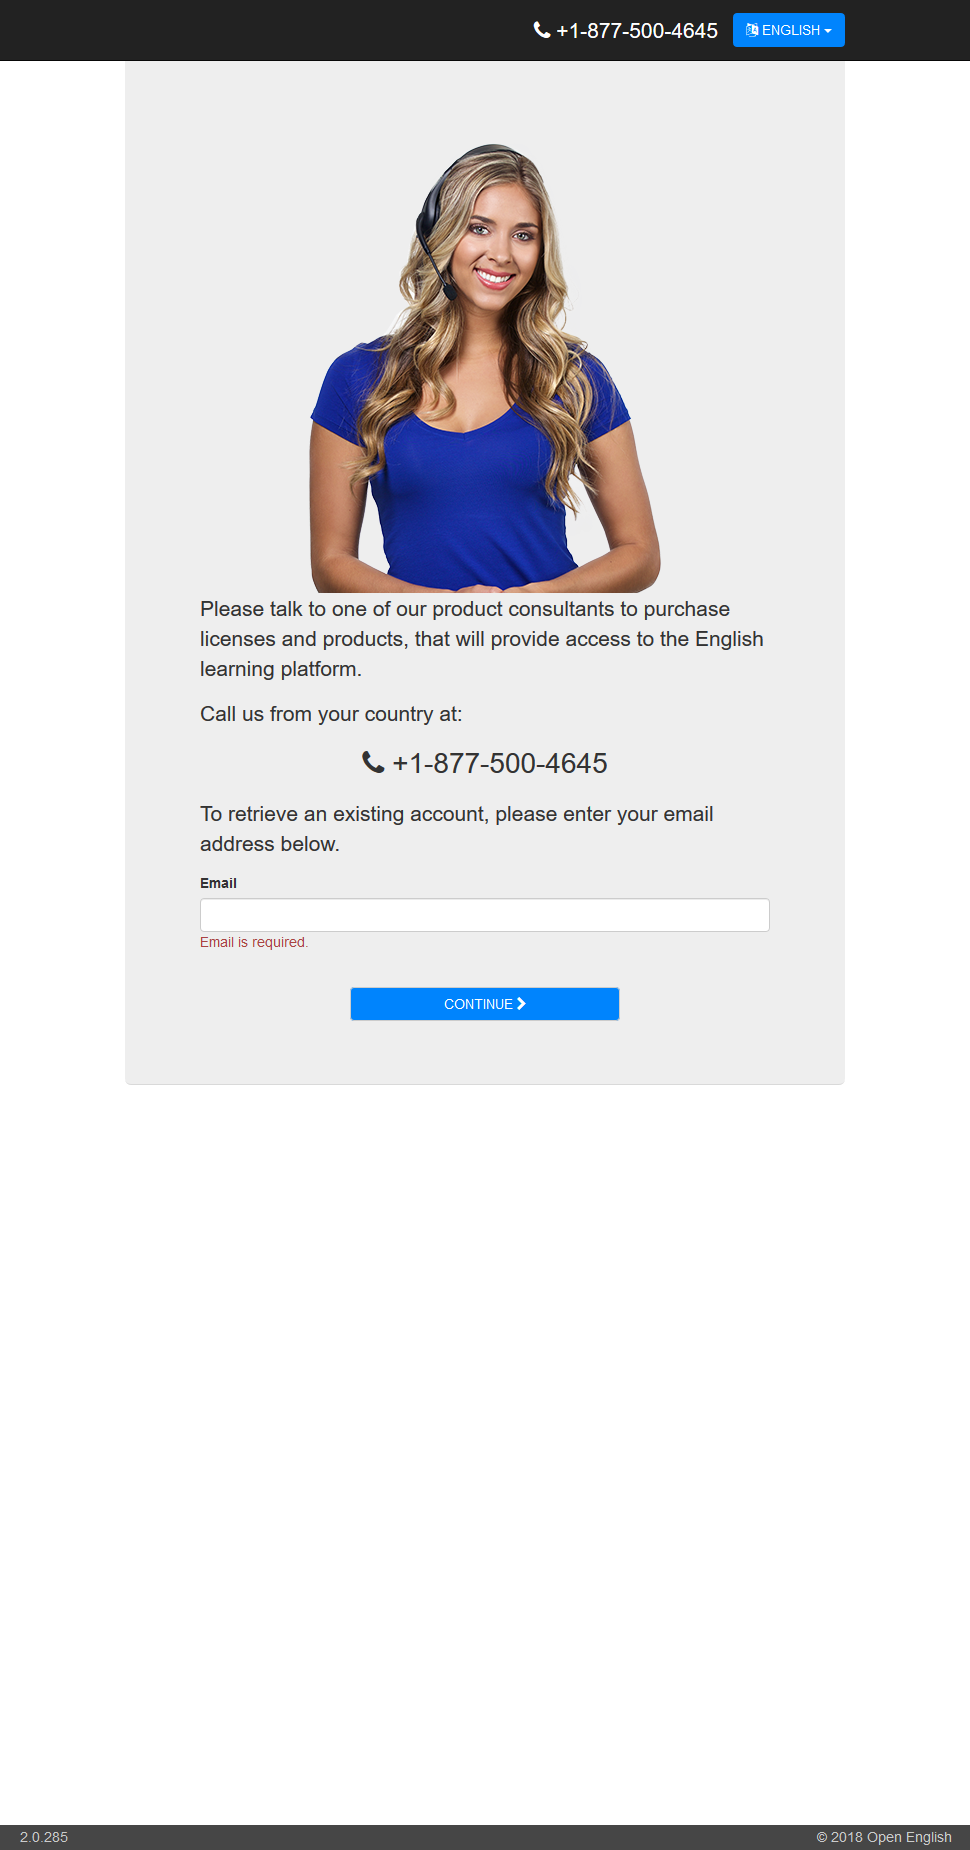 +1-877-500-4645
ENGLISH
Please talk to one of our product consultants to purchase
licenses and products, that will provide access to the English
learning platform.
Call us from your country at:
+1-877-500-4645
To retrieve an existing account, please enter your email
address below.
Email
Email is required.
CONTINUE
2.0.285
© 2018 Open English